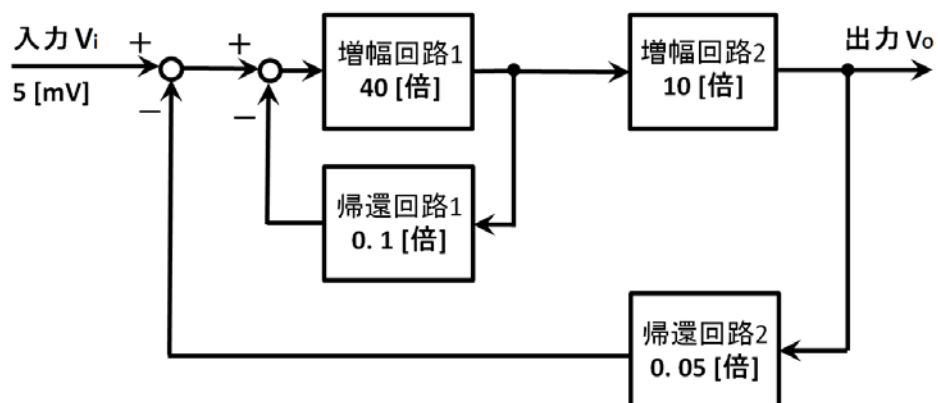 入力 Vi
+
+
増幅回路1
40 [倍]
増幅回路2
10 [倍]
出力 Vo
5 [mV]
−
−
帰還回路1
0. 1 [倍]
帰還回路2
0. 05 [倍]